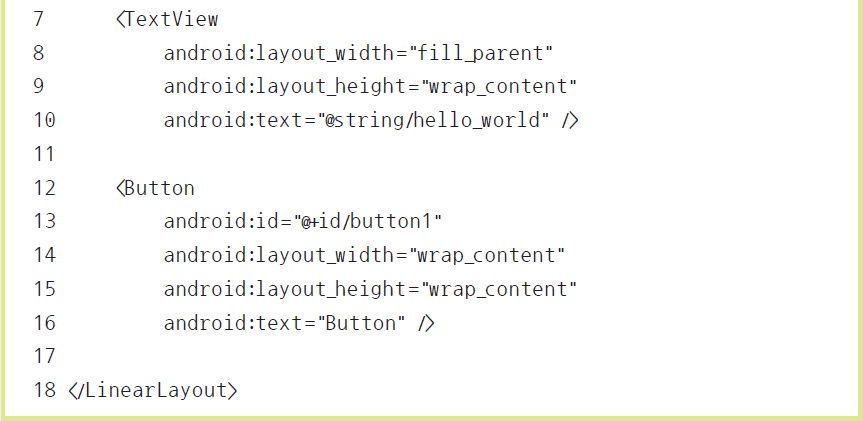 7 <TextView
8 android:layout_width="fill_parent"
9 android:layout_height="wrap_content"
10 android:text="@string/hello_world" />
11
12 <Button
13 android:id="@+id/button1"
14 android:layout_width="wrap_content"
15 android:layout_height="wrap_content"
16 android:text="Button" />
17
18 </LinearLayout>